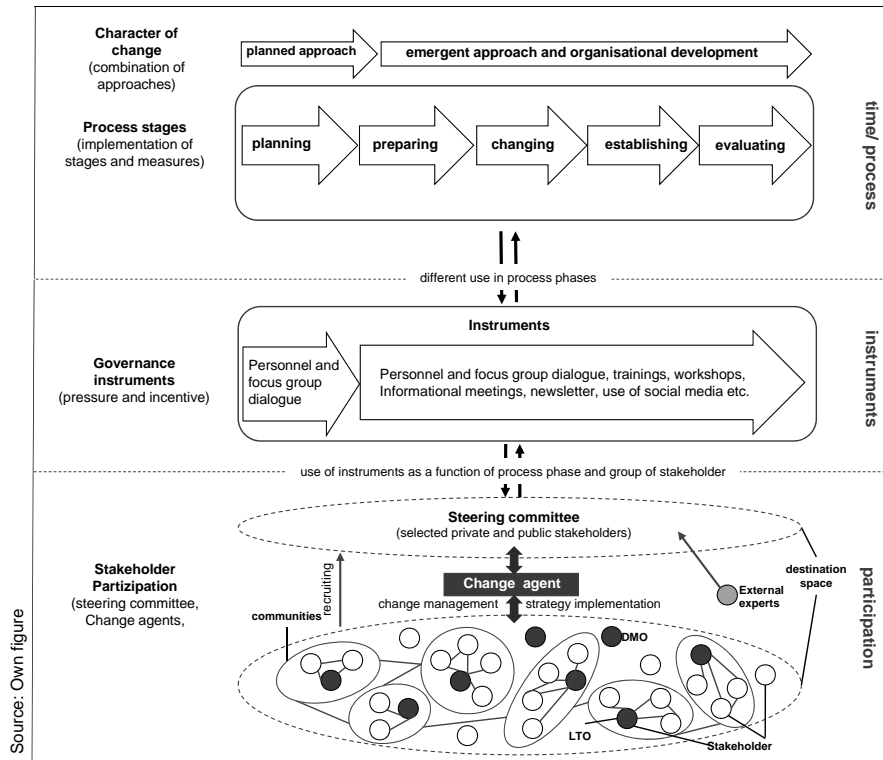 Character of
change
(combination of
approaches)
planned approach
emergent approach and organisational development
Process stages
(implementation of
stages and measures)
planning
preparing
changing
establishing
evaluating
time/ process
different use in process phases
Governance
instruments
(pressure and incentive)
Instruments
Personnel and
focus group
dialogue
Personnel and focus group dialogue, trainings, workshops,
Informational meetings, newsletter, use of social media etc.
instruments
use of instruments as a function of process phase and group of stakeholder
Stakeholder
Partizipation
(steering committee,
Change agents,
Steering committee
(selected private and public stakeholders)
recruiting
Change agent
change management
strategy implementation
External
experts
destination
space
participation
communities
DMO
LTO
Stakeholder
Source: Own figure